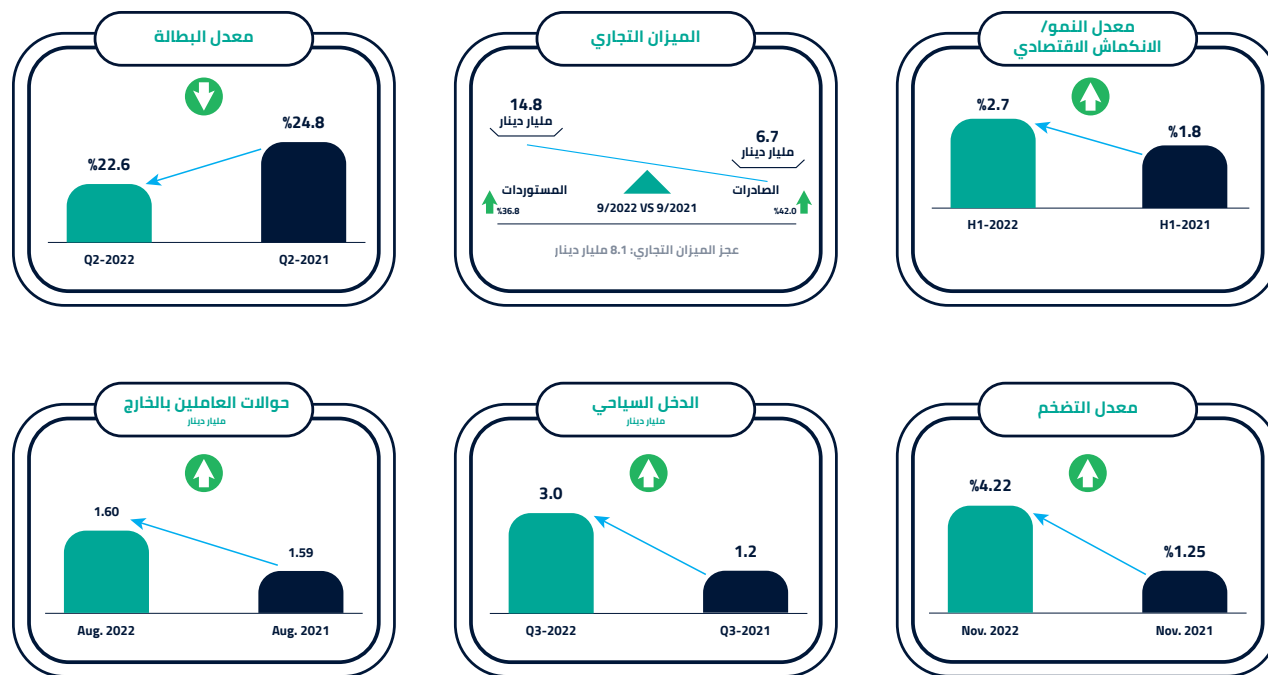 معدل النمو/
الانكماش الاقتصادي
%2.7
%1.8
H1-2022
H1-2021
الميزان التجاري
14.8
مليار دينار
6.7
مليار دينار
المستوردات
الصادرات
%36.8
9/2022 VS 9/2021
%42.0
عجز الميزان التجاري: 8.1 مليار دينار
معدل البطالة
%24.8
%22.6
Q2-2022
Q2-2021
معدل التضخم
%4.22
%1.25
Nov. 2022
Nov. 2021
الدخل السياحي
مليار دينار
3.0
1.2
Q3-2022
Q3-2021
حوالات العاملين بالخارج
مليار دينار
1.60
1.59
Aug. 2022
Aug. 2021